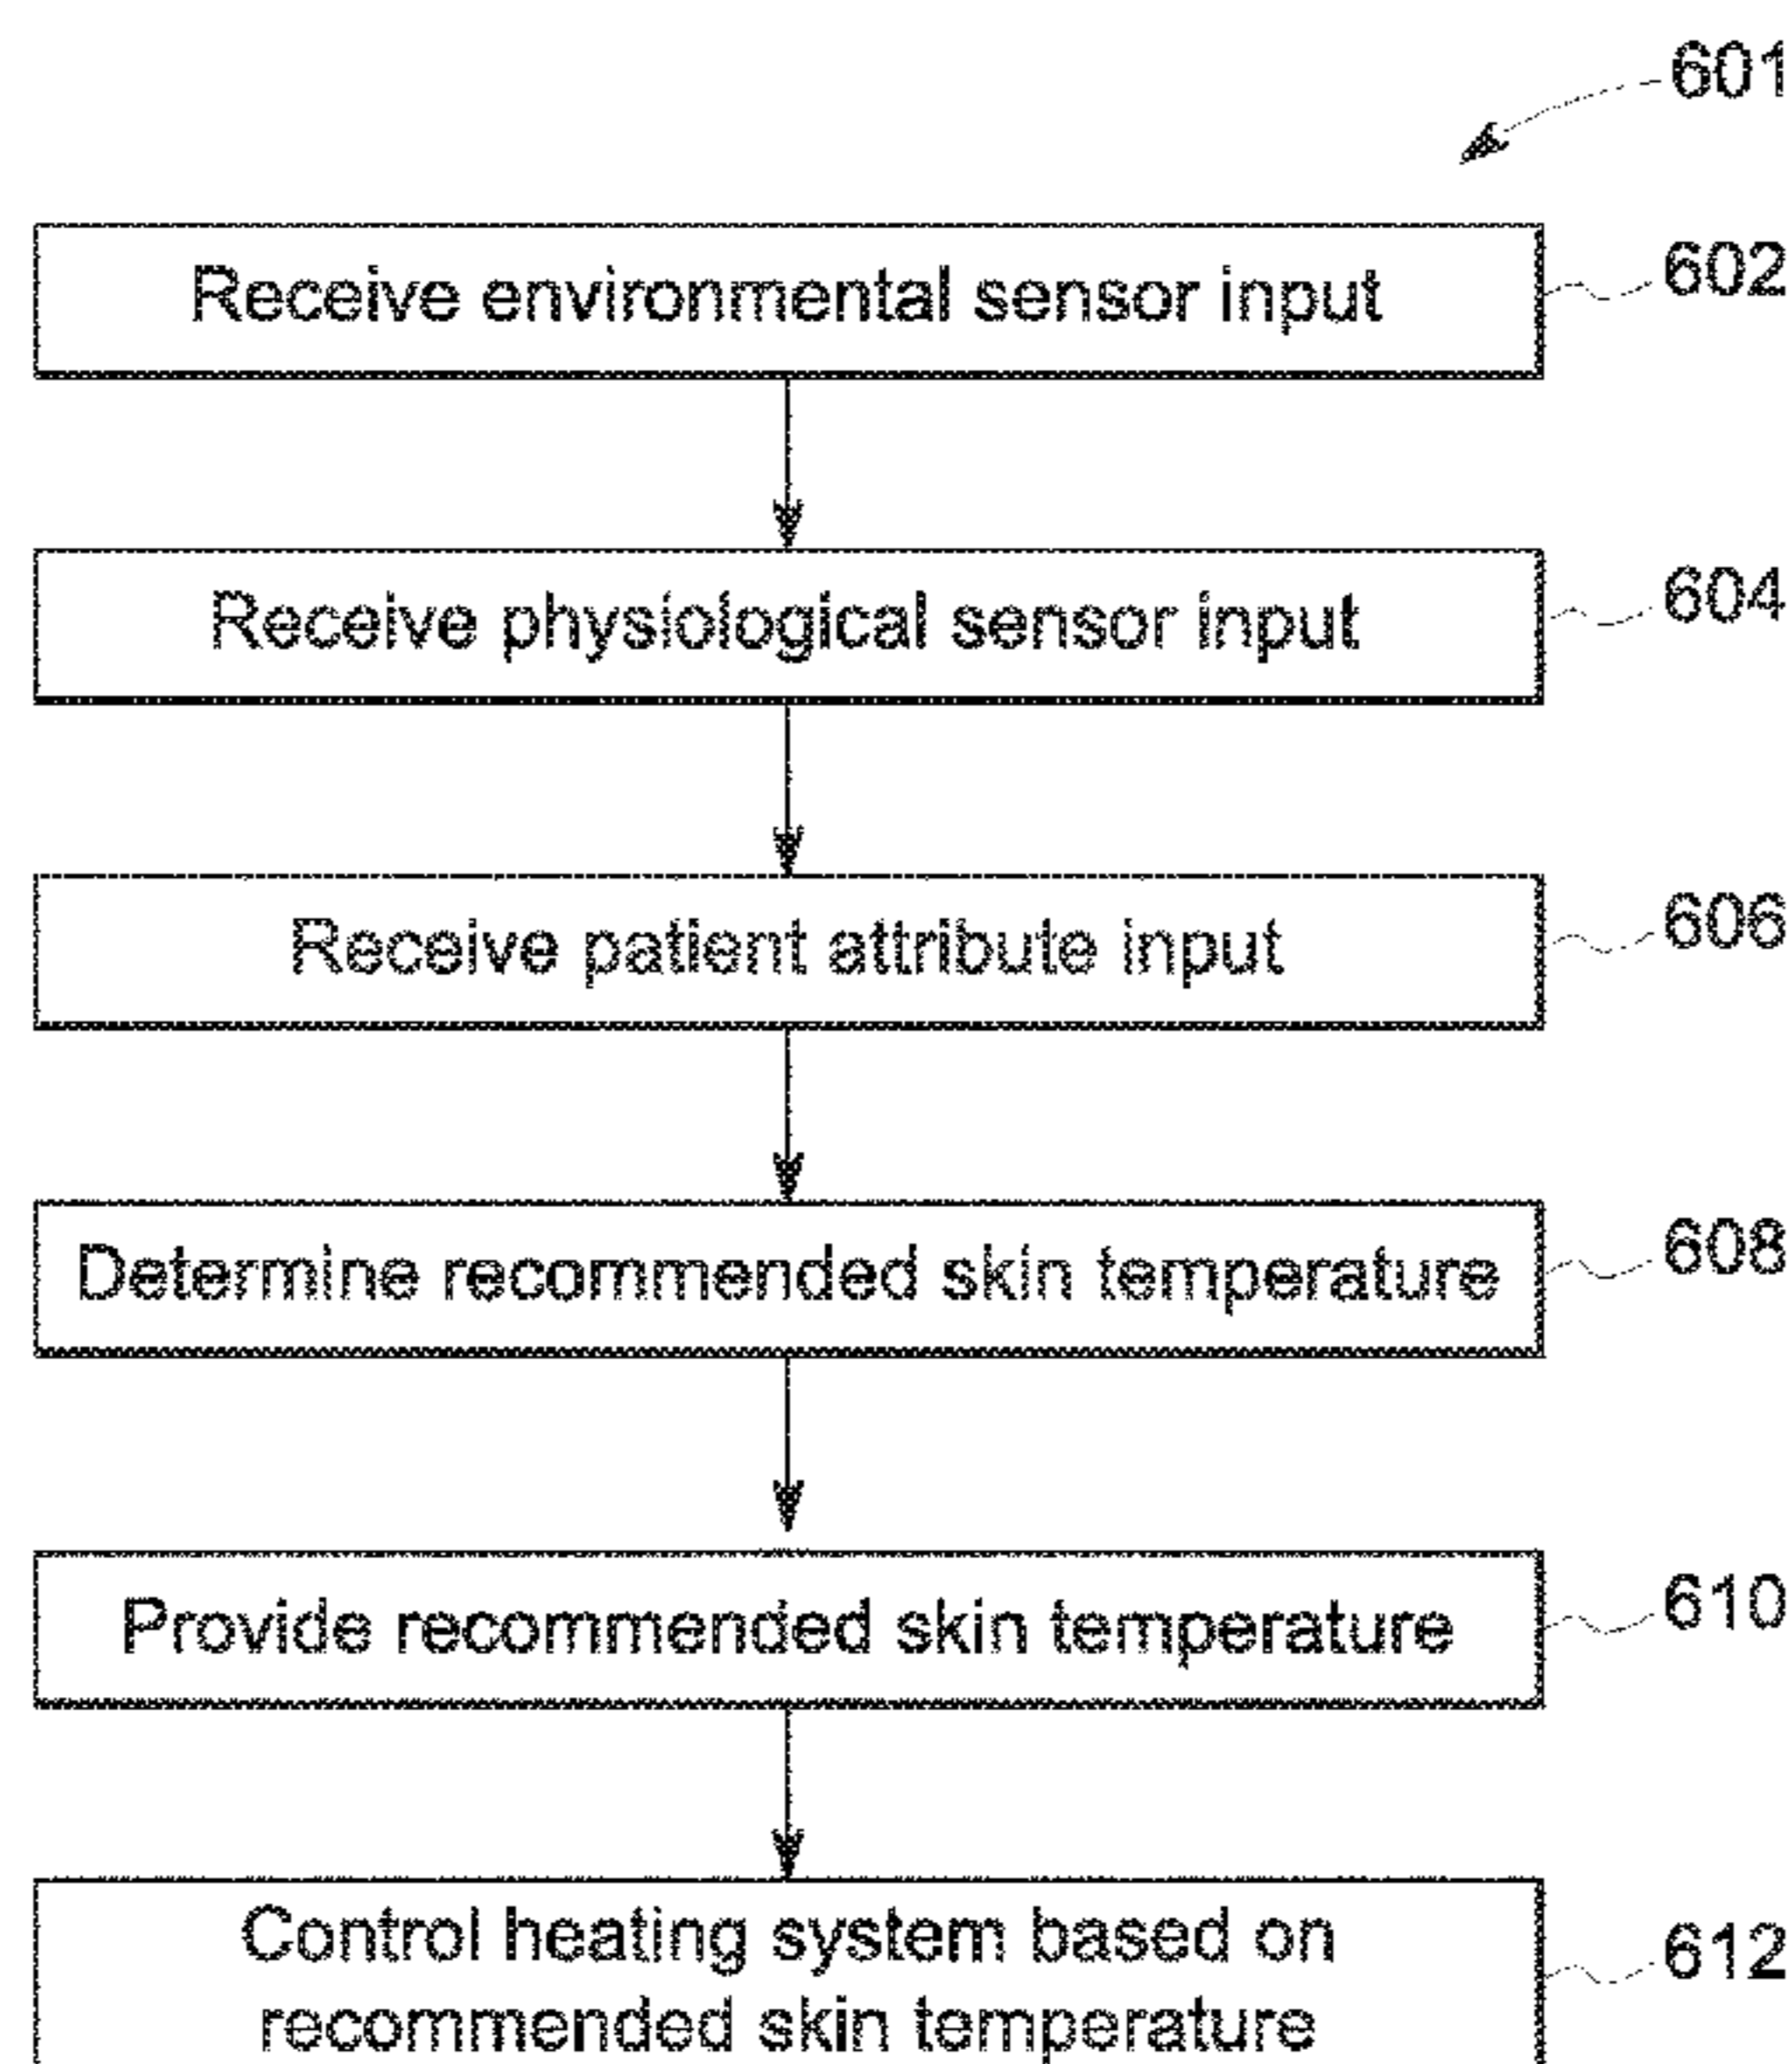 601
Receive environmental sensor input
602
Receive physiological sensor input
604
Receive patient attribute input
606
Determine recommended skin temperature
608
Provide recommended skin temperature
610
Control heating system based on
recommended skin temperature
612